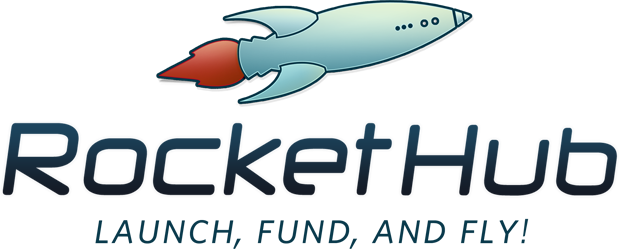 RocketHub
LAUNCH, FUND, AND FLY!